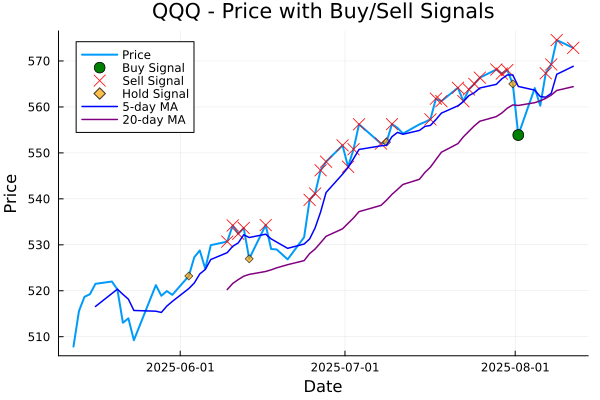 QQQ - Price with Buy/Sell Signals
Price
Buy Signal
Sell Signal
Hold Signal
5-day MA
20-day MA
570
560
550
540
530
520
510
Price
2025-06-01
2025-07-01
2025-08-01
Date